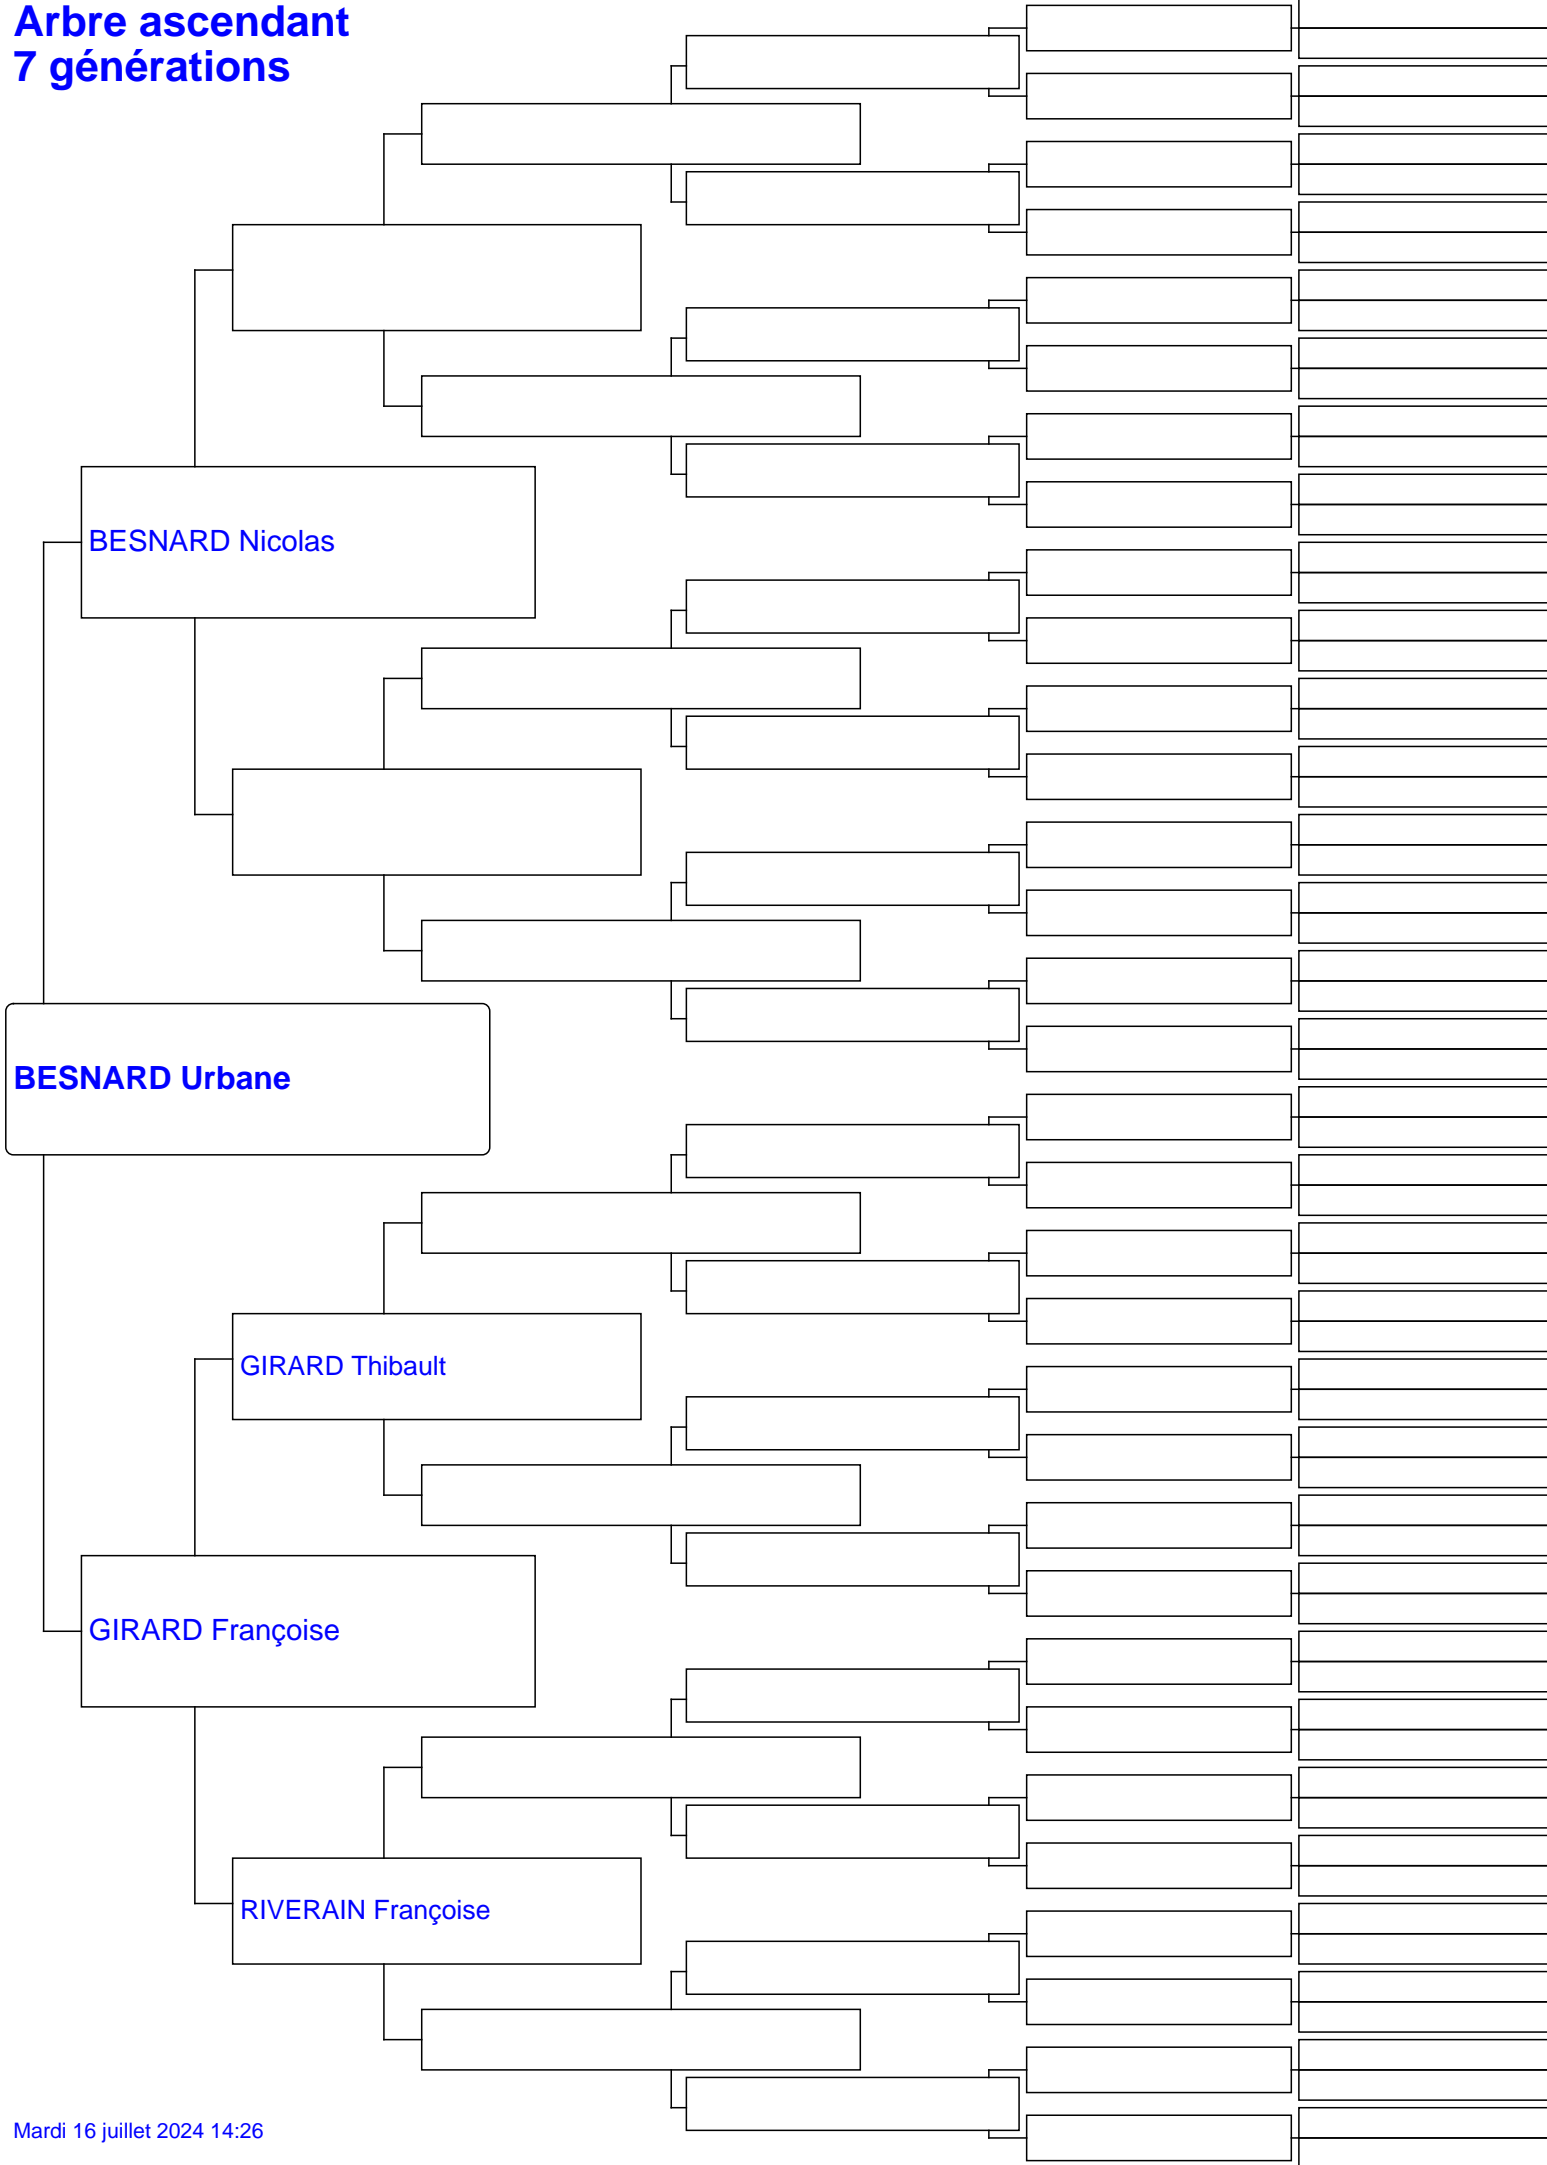 Arbre ascendant
7 générations
BESNARD Nicolas
BESNARD Urbane
GIRARD Thibault
GIRARD Françoise
RIVERAIN Françoise
Mardi 16 juillet 2024 14:26